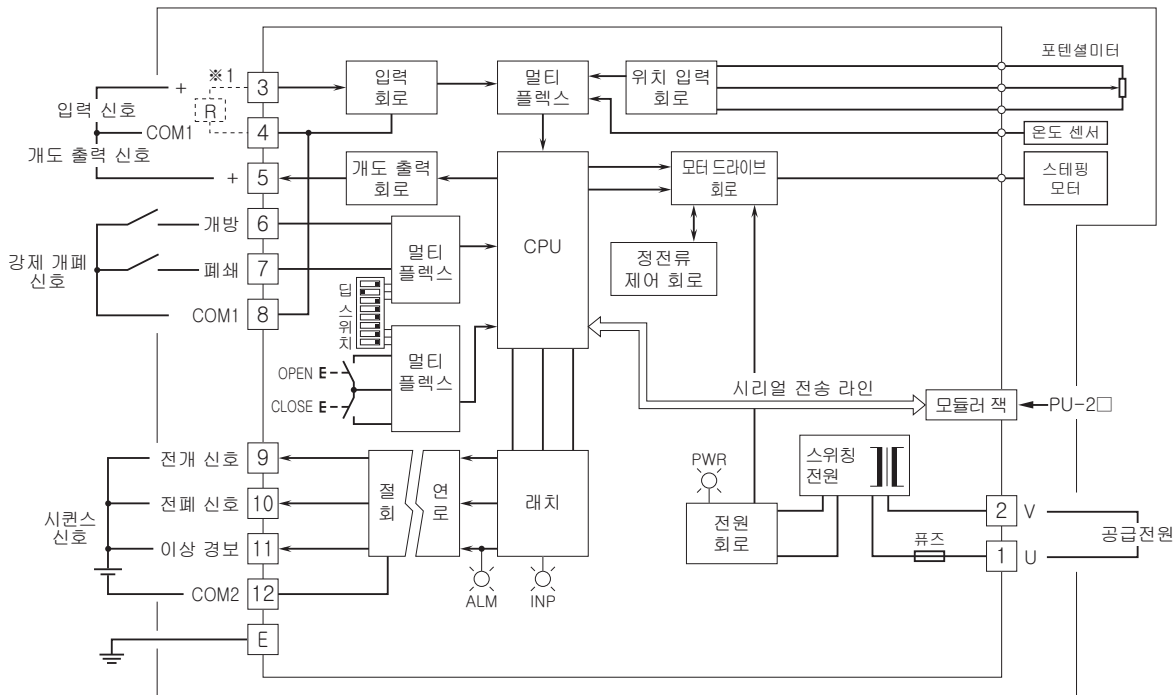 포텐셜미터
※1
+
3
입력
회로
멀티
플렉스
위치 입력
회로
입력 신호
R
COM1
4
온도 센서
개도 출력 신호
+
5
개도 출력
회로
모터 드라이브
회로
스테핑
모터
개방
6
CPU
멀티
플렉스
강제 개폐
신호
폐쇄
7
정전류
제어 회로
딥
스
위
치
COM1
8
멀티
플렉스
OPEN E
CLOSE E
시리얼 전송 라인
모듈러 잭
PU-2□
전개 신호
9
PWR
스위칭
전원
절 연
회 로
래치
전폐 신호
10
시퀀스
신호
전원
회로
2
V
공급전원
이상 경보
11
퓨즈
1
U
COM2
12
ALM
INP
E